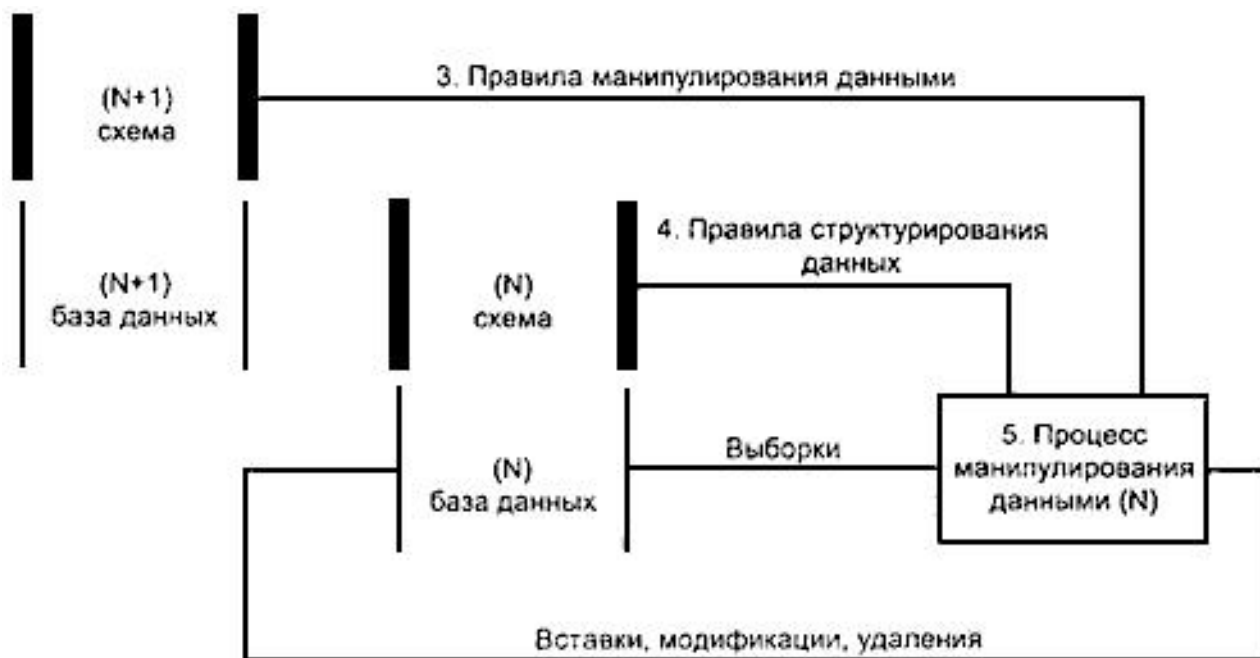 3. Правила манипулирования данными
(N+1)
схема
4. Правила структурирования
данных
(N+1)
база данных
(N)
схема
5. Процесс
манипулирования
данными (N)
Выборки
(N)
база данных
Вставки, модификации, удаления